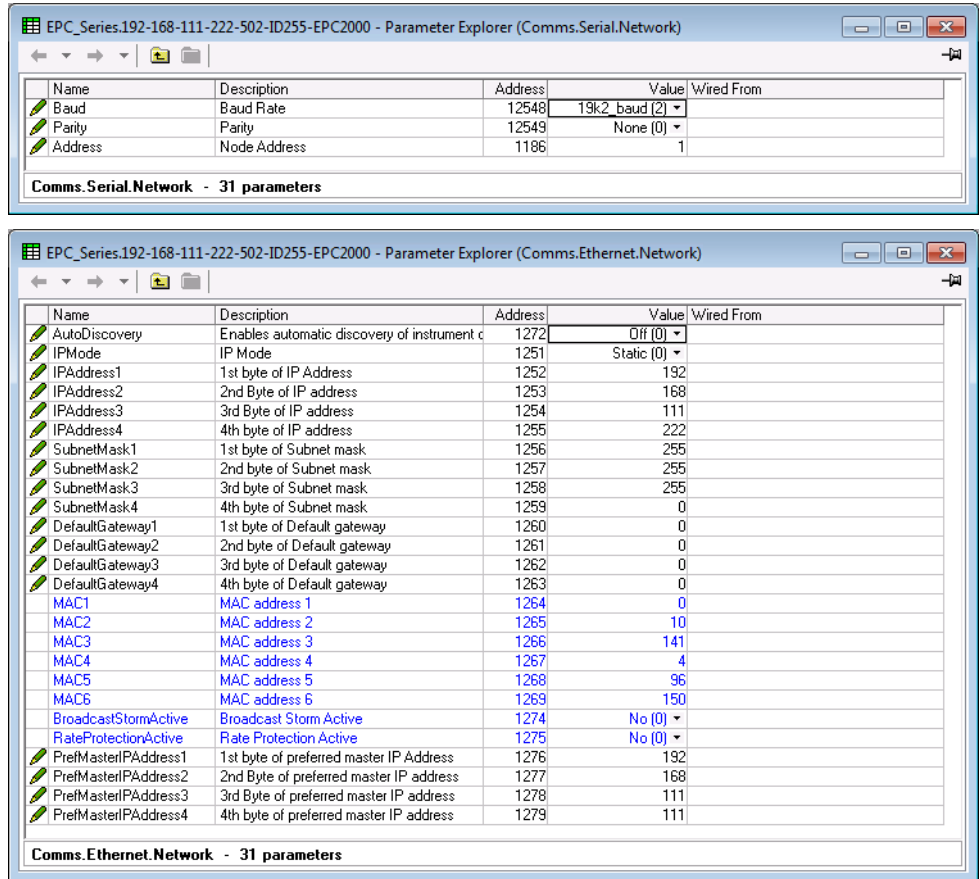 EPC_Series.192-168-111-222-502-ID255-EPC2000 - Parameter Explorer (Comms.Serial.Network)
Name Description Address Value Wired From
Baud Baud Rate 12548 19k2_baud (2)
Parity Parity 12549 None (0)
Address Node Address 1186 1
Comms.Serial.Network - 31 parameters
EPC_Series.192-168-111-222-502-ID255-EPC2000 - Parameter Explorer (Comms.Ethernet.Network)
Name Description Address Value Wired From
AutoDiscovery Enables automatic discovery of instrument c 1272 Off (0)
IPMode IP Mode 1251 Static (0)
IPAddress1 1st byte of IP Address 1252 192
IPAddress2 2nd Byte of IP address 1253 168
IPAddress3 3rd Byte of IP address 1254 111
IPAddress4 4th byte of IP address 1255 222
SubnetMask1 1st byte of Subnet mask 1256 255
SubnetMask2 2nd byte of Subnet mask 1257 255
SubnetMask3 3rd byte of Subnet mask 1258 255
SubnetMask4 4th byte of Subnet mask 1259 0
DefaultGateway1 1st byte of Default gateway 1260 0
DefaultGateway2 2nd byte of Default gateway 1261 0
DefaultGateway3 3rd byte of Default gateway 1262 0
DefaultGateway4 4th byte of Default gateway 1263 0
MAC1 MAC address 1 1264 0
MAC2 MAC address 2 1265 10
MAC3 MAC address 3 1266 141
MAC4 MAC address 4 1267 4
MAC5 MAC address 5 1268 96
MAC6 MAC address 6 1269 150
BroadcastStormActive Broadcast Storm Active 1274 No (0)
RateProtectionActive Rate Protection Active 1275 No (0)
PrefMasterIPAddress1 1st byte of preferred master IP Address 1276 192
PrefMasterIPAddress2 2nd Byte of preferred master IP address 1277 168
PrefMasterIPAddress3 3rd Byte of preferred master IP address 1278 111
PrefMasterIPAddress4 4th byte of preferred master IP address 1279 111
Comms.Ethernet.Network - 31 parameters